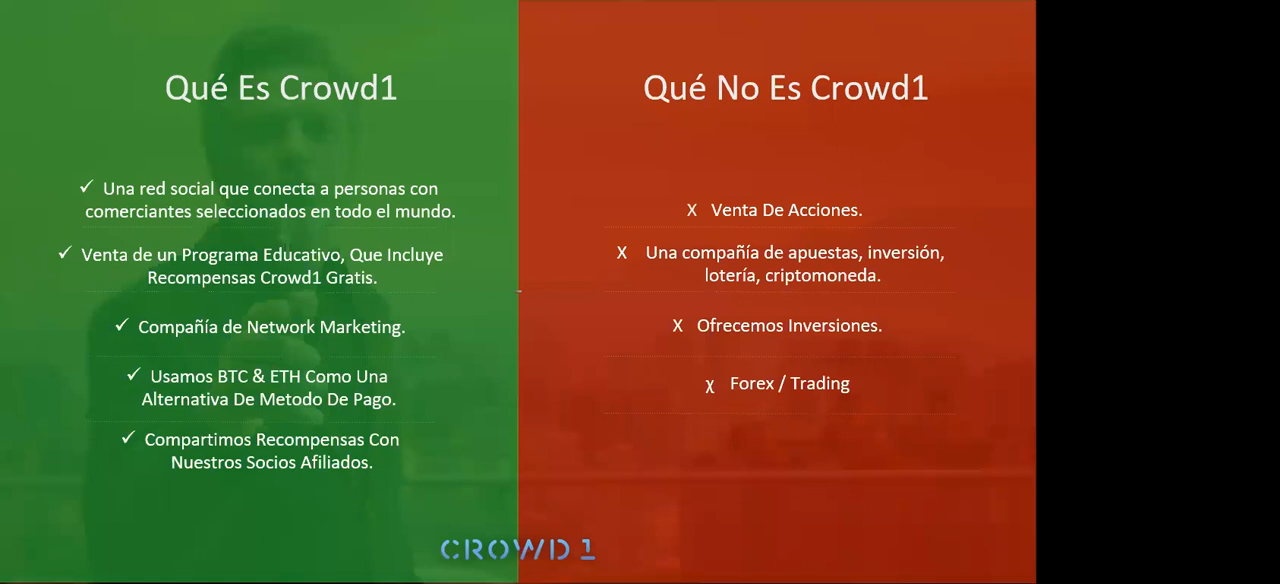 Qué Es Crowd1
✓ Una red social que conecta a personas con
comerciantes seleccionados en todo el mundo.
✓ Venta de un Programa Educativo, Que Incluye
Recompensas Crowd1 Gratis.
✓ Compañía de Network Marketing.
✓ Usamos BTC & ETH Como Una
Alternativa De Metodo De Pago.
✓ Compartimos Recompensas Con
Nuestros Socios Afiliados.
Qué No Es Crowd1
X Venta De Acciones.
X Una compañía de apuestas, inversión,
lotería, criptomoneda.
X Ofrecemos Inversiones.
χ Forex / Trading
CROWD 1